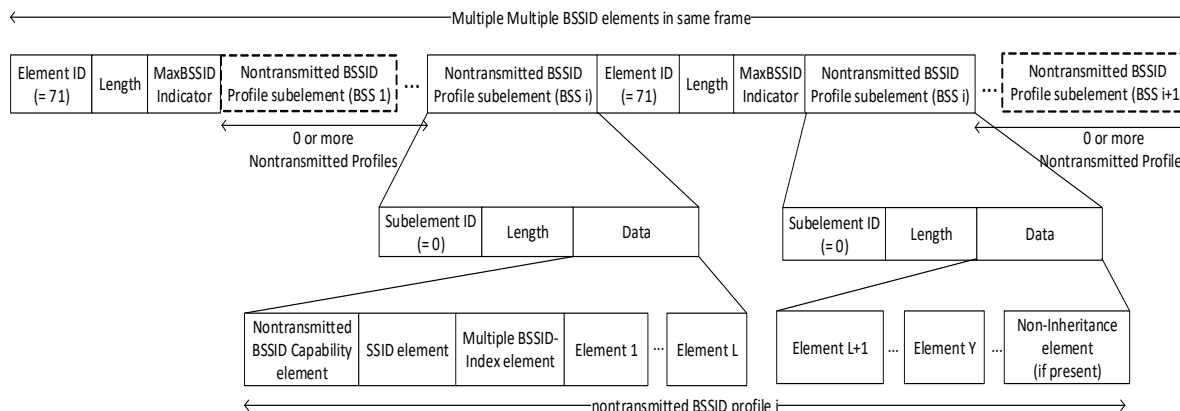 Multiple Multiple BSSID elements in same frame
Element ID
(= 71)
Length
MaxBSSID
Indicator
Nontransmitted BSSID
Profile subelement (BSS 1)
...
Nontransmitted BSSID
Profile subelement (BSS i)
Element ID
(= 71)
Length
MaxBSSID
Indicator
Nontransmitted BSSID
Profile subelement (BSS i)
...
Nontransmitted BSSID
Profile subelement (BSS i+1
0 or more
Nontransmitted Profiles
0 or more
Nontransmitted Profile
Subelement ID
(= 0)
Length
Data
Subelement ID
(= 0)
Length
Data
Nontransmitted
BSSID Capability
element
SSID element
Multiple BSSID-
Index element
Element 1
...
Element L
Element L+1
...
Element Y
...
Non-Inheritance
element
(if present)
nontransmitted BSSID profile i